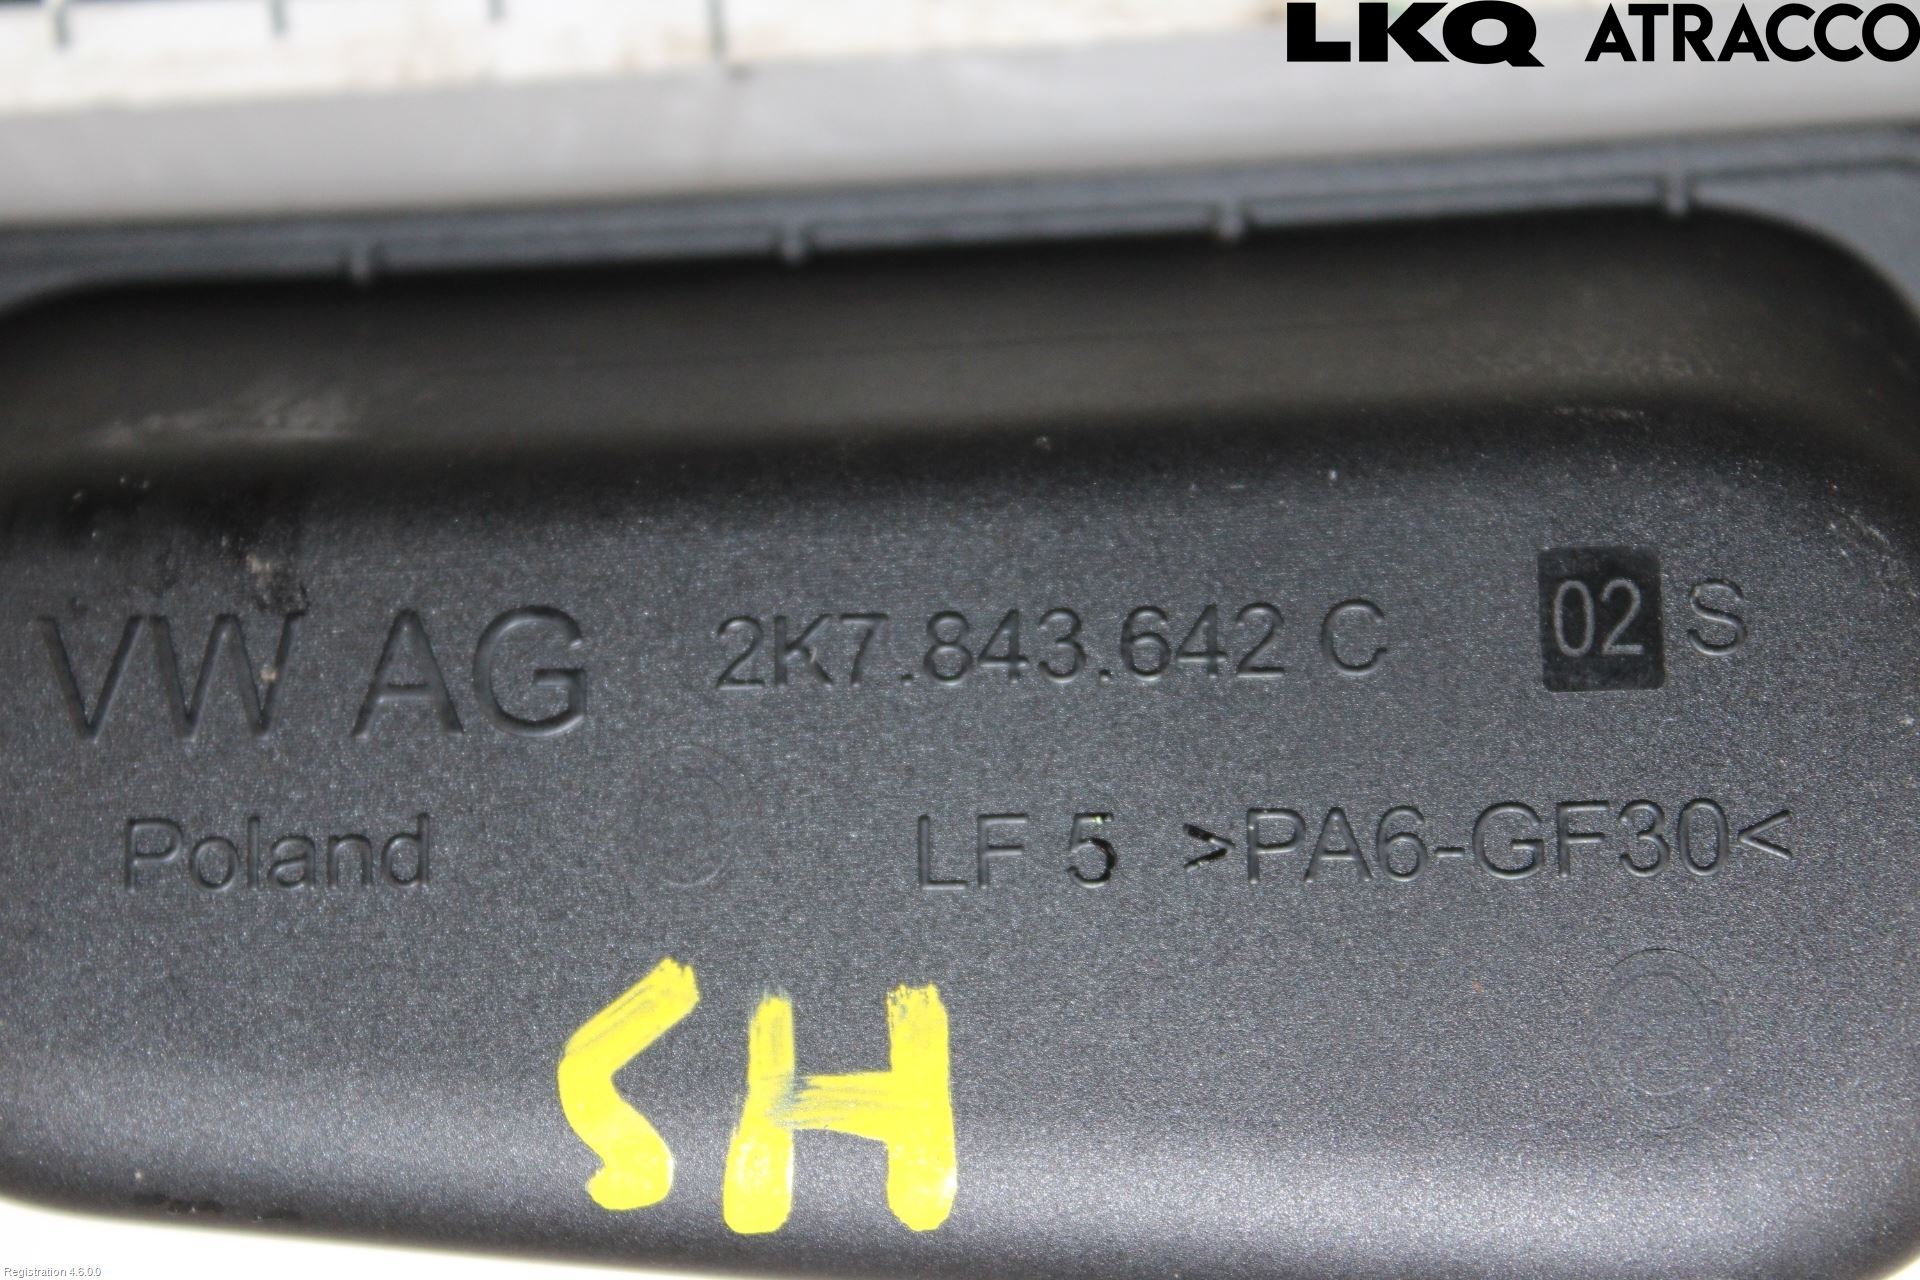 LKQ ATRACCO
VW AG 2K7.843.642 C 02 S
Poland LF 5 >PA6-GF30<
SH
Registration 4.6.0.0